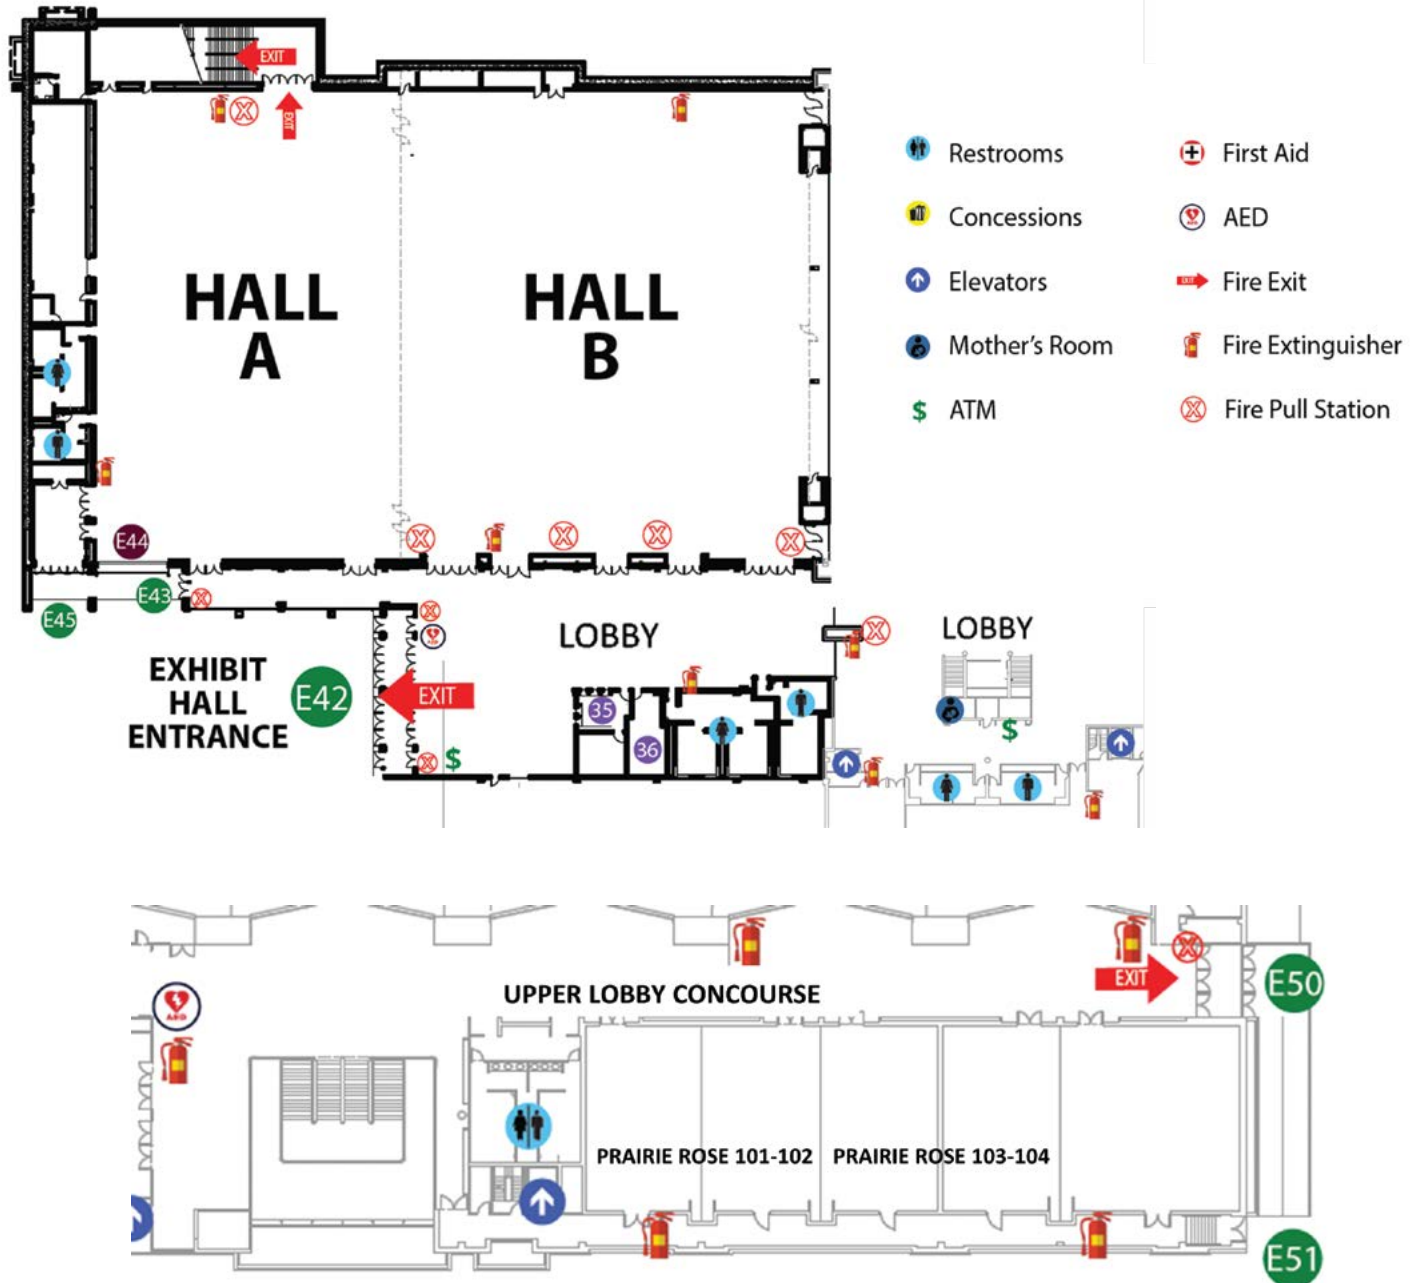 EXIT
EXIT
HALL
A
HALL
B
Restrooms
First Aid
Concessions
AED
Elevators
EXIT
Fire Exit
Mother's Room
Fire Extinguisher
$
ATM
Fire Pull Station
E44
E43
E45
LOBBY
LOBBY
EXHIBIT
HALL
ENTRANCE
E42
EXIT
35
36
$
$
UPPER LOBBY CONCOURSE
EXIT
E50
AED
PRAIRIE ROSE 101-102
PRAIRIE ROSE 103-104
E51